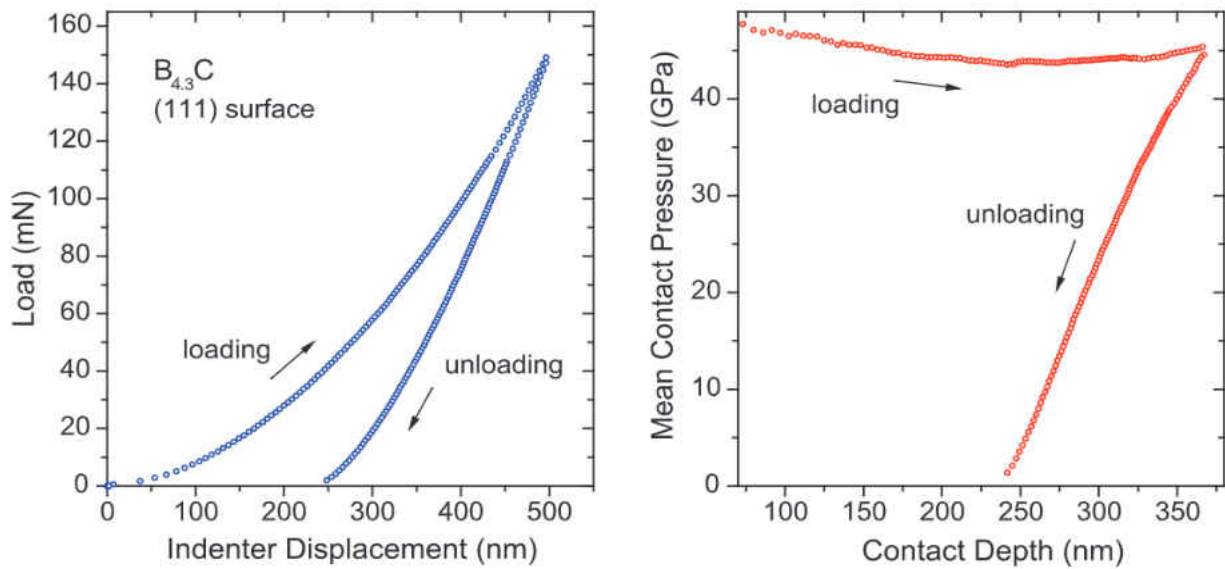 160
140
120
100
80
60
40
20
0
Load (mN)
B4.3C
(111) surface
loading
unloading
0
100
200
300
400
500
Indenter Displacement (nm)
40
30
20
10
0
Mean Contact Pressure (GPa)
loading
unloading
100
150
200
250
300
350
Contact Depth (nm)